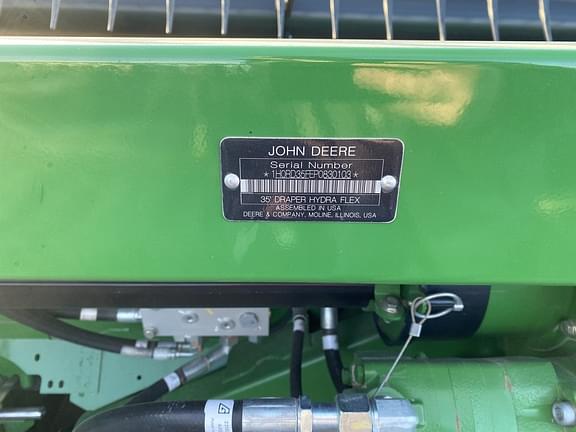 JOHN DEERE
Serial Number
*1H0RD35FEP0830103*
35' DRAPER HYDRA FLEX
ASSEMBLED IN USA
DEERE & COMPANY, MOLINE, ILLINOIS, USA